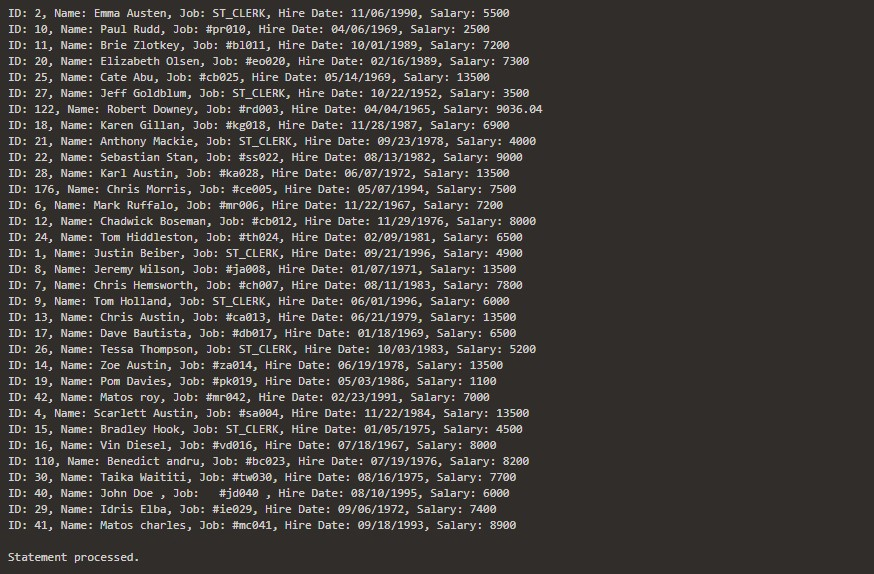 ID: 2, Name: Emma Austen, Job: ST_CLERK, Hire Date: 11/06/1990, Salary: 5500
ID: 10, Name: Paul Rudd, Job: #pr010, Hire Date: 04/06/1969, Salary: 2500
ID: 11, Name: Brie Zlotkey, Job: #bl011, Hire Date: 10/01/1989, Salary: 7200
ID: 20, Name: Elizabeth Olsen, Job: #eo020, Hire Date: 02/16/1989, Salary: 7300
ID: 25, Name: Cate Abu, Job: #cb025, Hire Date: 05/14/1969, Salary: 13500
ID: 27, Name: Jeff Goldblum, Job: ST_CLERK, Hire Date: 10/22/1952, Salary: 3500
ID: 122, Name: Robert Downey, Job: #rd003, Hire Date: 04/04/1965, Salary: 9036.04
ID: 18, Name: Karen Gillan, Job: #kg018, Hire Date: 11/28/1987, Salary: 6900
ID: 21, Name: Anthony Mackie, Job: ST_CLERK, Hire Date: 09/23/1978, Salary: 4000
ID: 22, Name: Sebastian Stan, Job: #ss022, Hire Date: 08/13/1982, Salary: 9000
ID: 28, Name: Karl Austin, Job: #ka028, Hire Date: 06/07/1972, Salary: 13500
ID: 176, Name: Chris Morris, Job: #ce005, Hire Date: 05/07/1994, Salary: 7500
ID: 6, Name: Mark Ruffalo, Job: #mr006, Hire Date: 11/22/1967, Salary: 7200
ID: 12, Name: Chadwick Boseman, Job: #cb012, Hire Date: 11/29/1976, Salary: 8000
ID: 24, Name: Tom Hiddleston, Job: #th024, Hire Date: 02/09/1981, Salary: 6500
ID: 1, Name: Justin Beiber, Job: ST_CLERK, Hire Date: 09/21/1996, Salary: 4900
ID: 8, Name: Jeremy Wilson, Job: #ja008, Hire Date: 01/07/1971, Salary: 13500
ID: 7, Name: Chris Hemsworth, Job: #ch007, Hire Date: 08/11/1983, Salary: 7800
ID: 9, Name: Tom Holland, Job: ST_CLERK, Hire Date: 06/01/1996, Salary: 6000
ID: 13, Name: Chris Austin, Job: #ca013, Hire Date: 06/21/1979, Salary: 13500
ID: 17, Name: Dave Bautista, Job: #db017, Hire Date: 01/18/1969, Salary: 6500
ID: 26, Name: Tessa Thompson, Job: ST_CLERK, Hire Date: 10/03/1983, Salary: 5200
ID: 14, Name: Zoe Austin, Job: #za014, Hire Date: 06/19/1978, Salary: 13500
ID: 19, Name: Pom Davies, Job: #pk019, Hire Date: 05/03/1986, Salary: 1100
ID: 42, Name: Matos roy, Job: #mr042, Hire Date: 02/23/1991, Salary: 7000
ID: 4, Name: Scarlett Austin, Job: #sa004, Hire Date: 11/22/1984, Salary: 13500
ID: 15, Name: Bradley Hook, Job: ST_CLERK, Hire Date: 01/05/1975, Salary: 4500
ID: 16, Name: Vin Diesel, Job: #vd016, Hire Date: 07/18/1967, Salary: 8000
ID: 110, Name: Benedict andru, Job: #bc023, Hire Date: 07/19/1976, Salary: 8200
ID: 30, Name: Taika Waititi, Job: #tw030, Hire Date: 08/16/1975, Salary: 7700
ID: 40, Name: John Doe , Job:   #jd040 , Hire Date: 08/10/1995, Salary: 6000
ID: 29, Name: Idris Elba, Job: #ie029, Hire Date: 09/06/1972, Salary: 7400
ID: 41, Name: Matos charles, Job: #mc041, Hire Date: 09/18/1993, Salary: 8900
Statement processed.